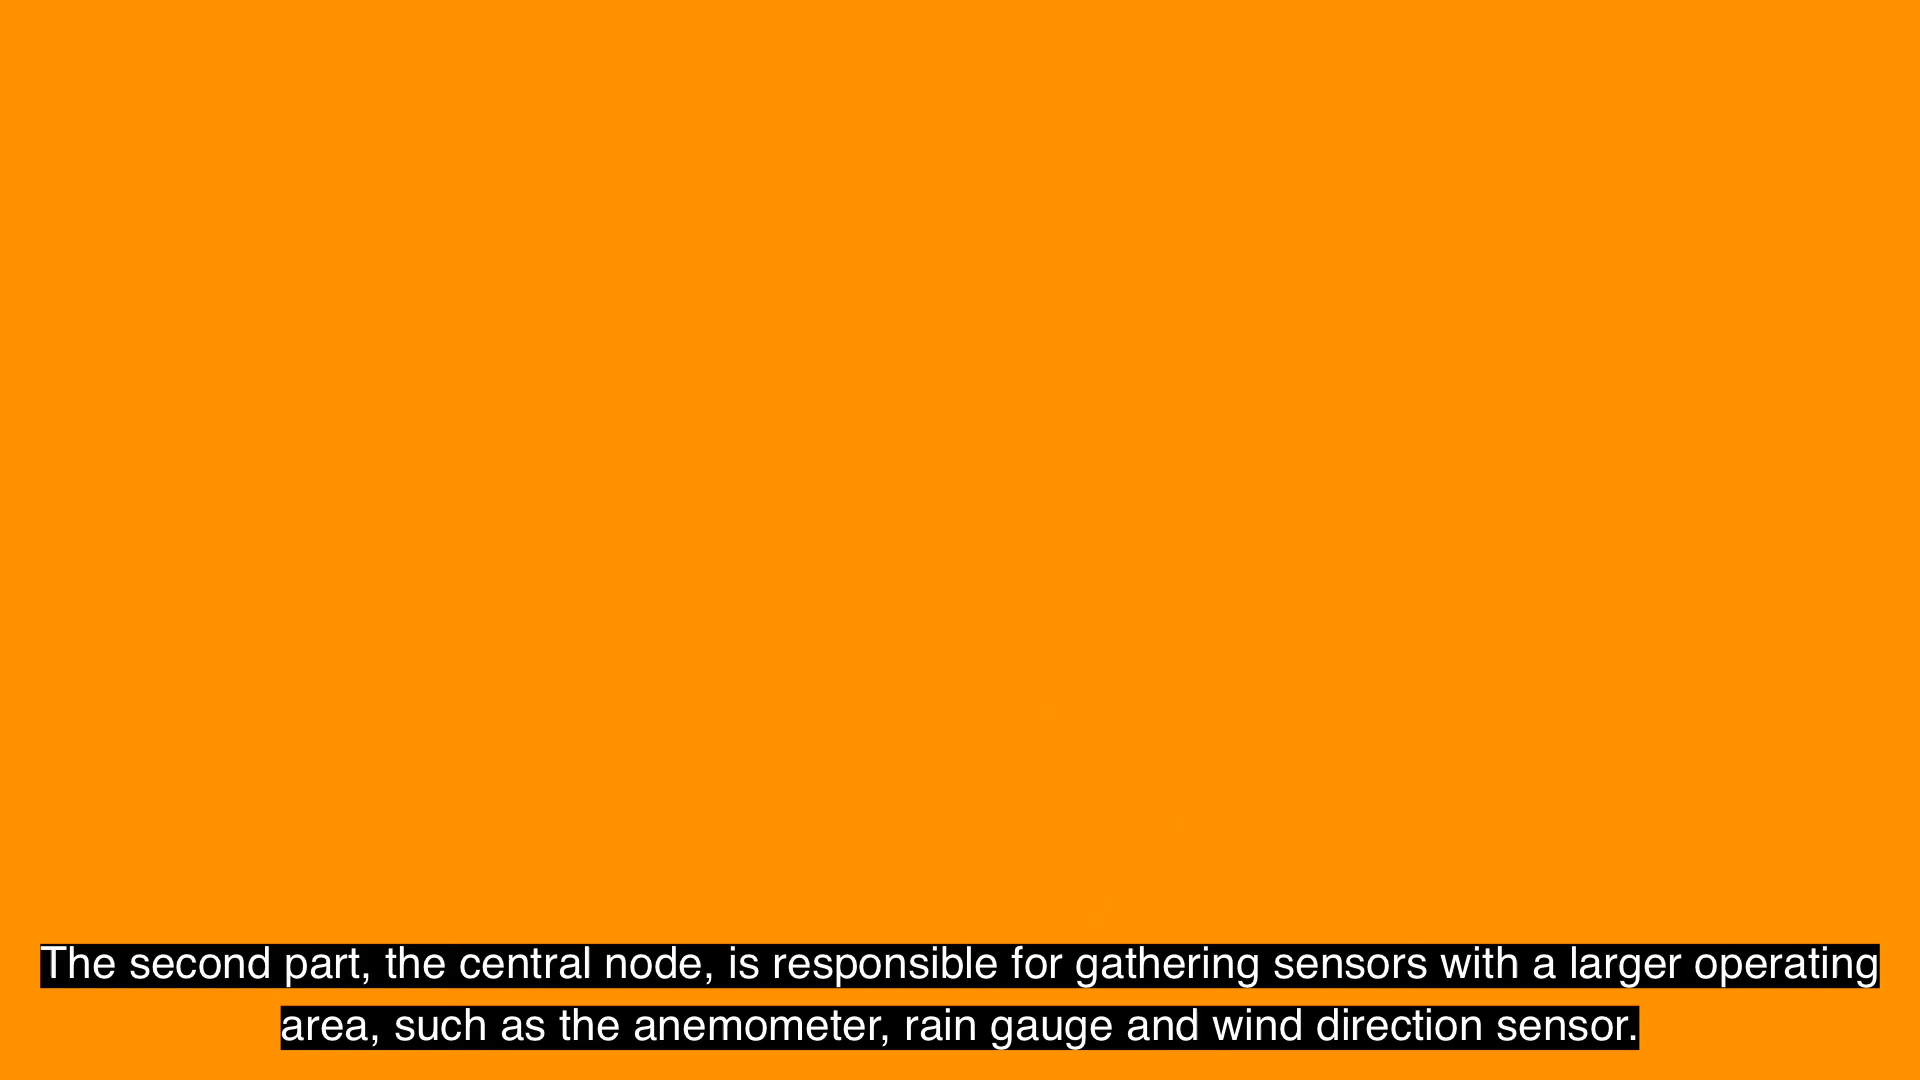 The second part, the central node, is responsible for gathering sensors with a larger operating
area, such as the anemometer, rain gauge and wind direction sensor.